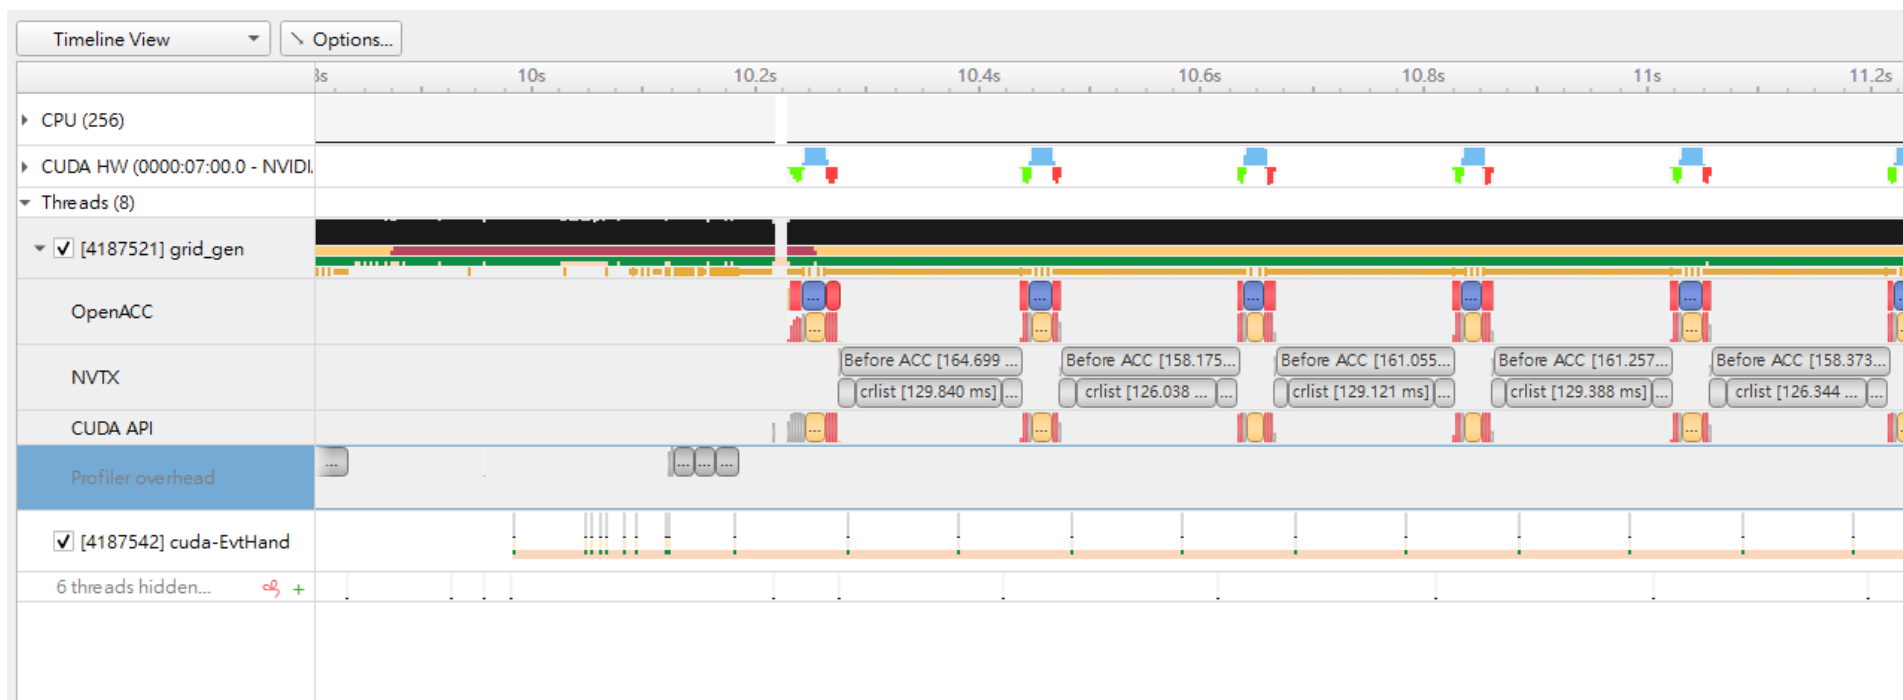 Timeline View Options...
3s 10s 10.2s 10.4s 10.6s 10.8s 11s 11.2s
CPU (256)
CUDA HW (0000:07:00.0 - NVIDI.
Threads (8)
[4187521] grid_gen
OpenACC
... ... ... ... ...
... ... ... ... ...
NVTX
Before ACC [164.699 ... Before ACC [158.175... Before ACC [161.055... Before ACC [161.257... Before ACC [158.373...
crlist [129.840 ms] ... crlist [126.038 ... ... crlist [129.121 ms] ... crlist [129.388 ms] ... crlist [126.344 ... ...
CUDA API
... ...
Profiler overhead
... ... ... ...
[4187542] cuda-EvtHand
6 threads hidden... +